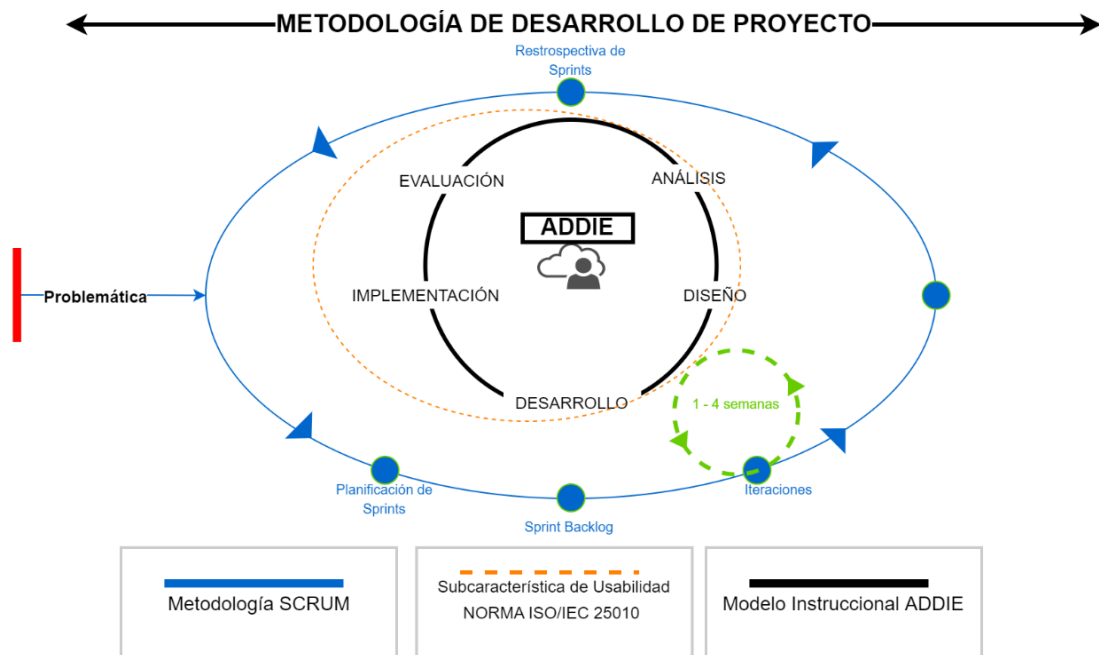 METODOLOGÍA DE DESARROLLO DE PROYECTO
Restrospectiva de
Sprints
EVALUACIÓN
ANÁLISIS
ADDIE
Problemática
IMPLEMENTACIÓN
DISEÑO
DESARROLLO
1 - 4 semanas
Planificación de
Sprints
Sprint Backlog
Iteraciones
Metodología SCRUM
Subcaracterística de Usabilidad
NORMA ISO/IEC 25010
Modelo Instruccional ADDIE